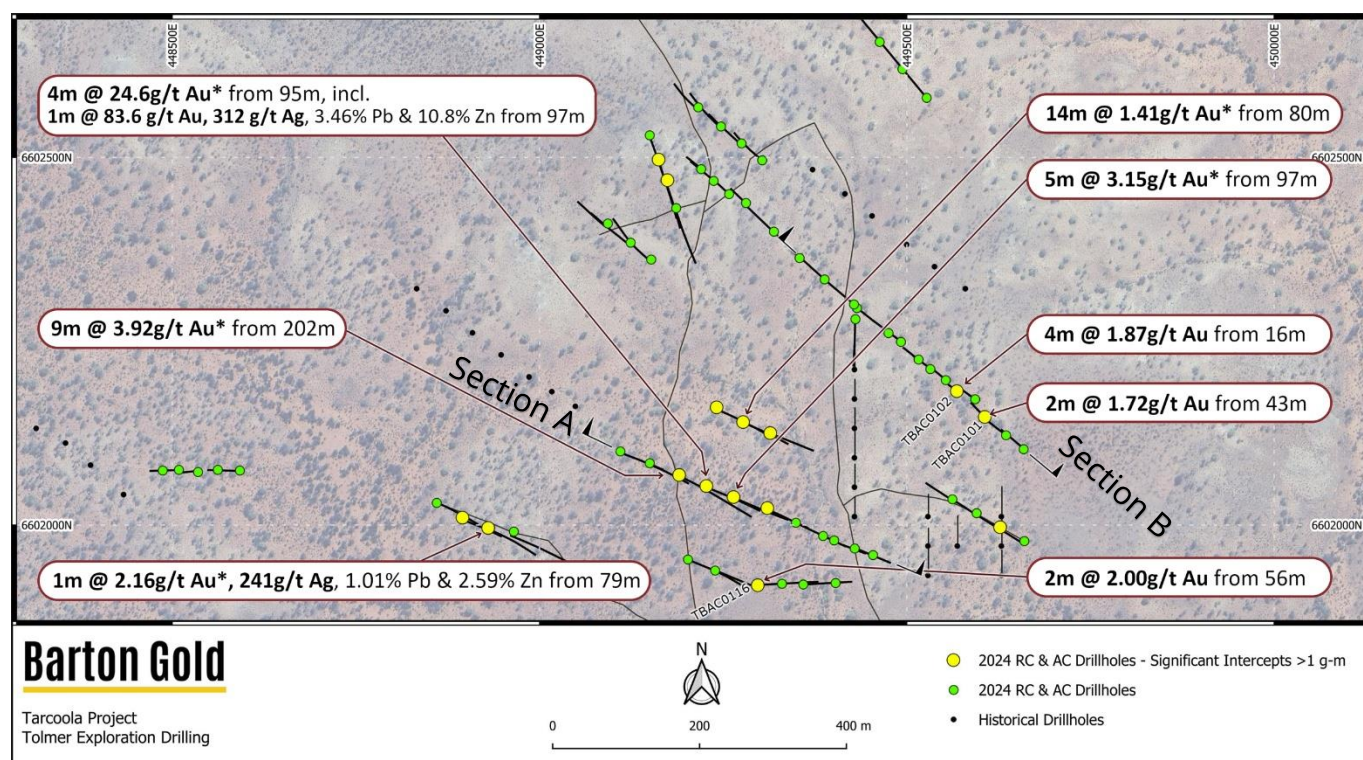 448500E
449000E
449500E
450000E
4m @ 24.6g/t Au* from 95m, incl.
1m @ 83.6 g/t Au, 312 g/t Ag, 3.46% Pb & 10.8% Zn from 97m
14m @ 1.41g/t Au* from 80m
6602500N
6602500N
5m @ 3.15g/t Au* from 97m
9m @ 3.92g/t Au* from 202m
4m @ 1.87g/t Au from 16m
Section A
TBAC0102
2m @ 1.72g/t Au from 43m
TBAC0101
Section B
6602000N
6602000N
1m @ 2.16g/t Au*, 241g/t Ag, 1.01% Pb & 2.59% Zn from 79m
TBAC0116
2m @ 2.00g/t Au from 56m
Barton Gold
Tarcoola Project
Tolmer Exploration Drilling
N
0 200 400 m
2024 RC & AC Drillholes - Significant Intercepts >1 g-m
2024 RC & AC Drillholes
Historical Drillholes